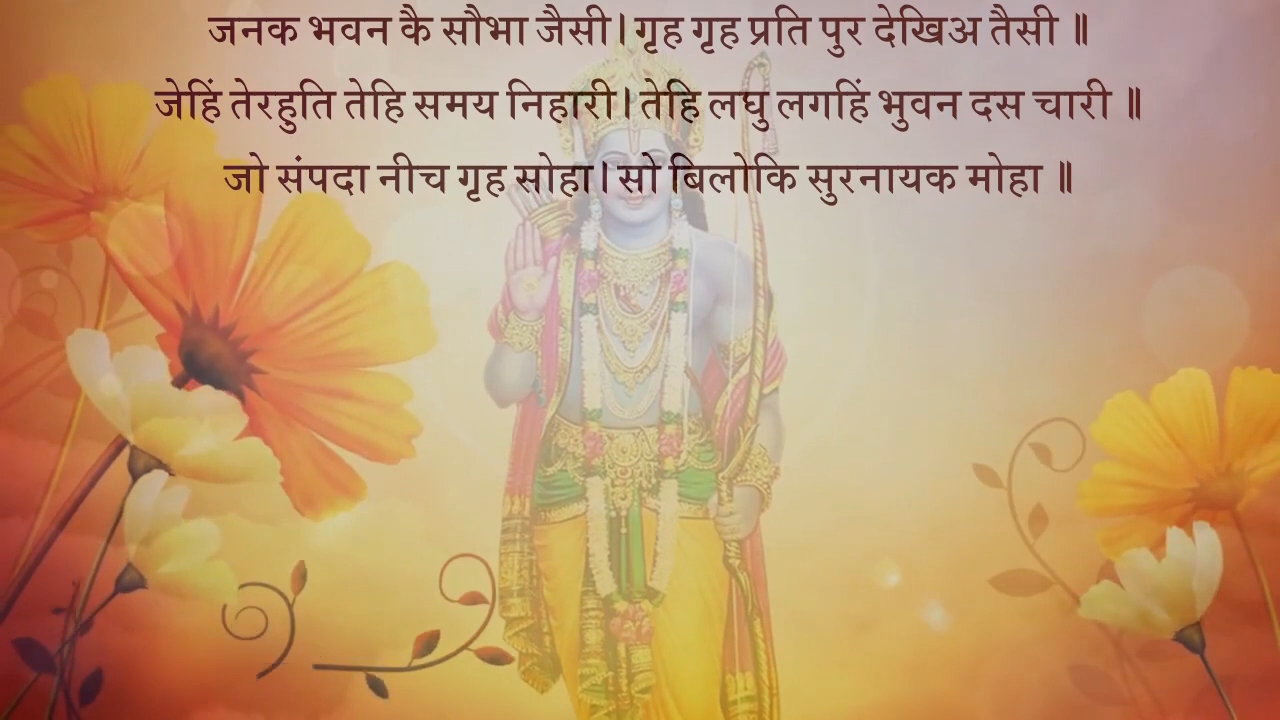 जनक भवन कै सौभा जैसी। गृह गृह प्रति पुर देखिअ तैसी ॥
जेहिं तेरहुति तेहि समय निहारी। तेहि लघु लगहिं भुवन दस चारी ॥
जो संपदा नीच गृह सोहा। सो बिलोकि सुरनायक मोहा ॥